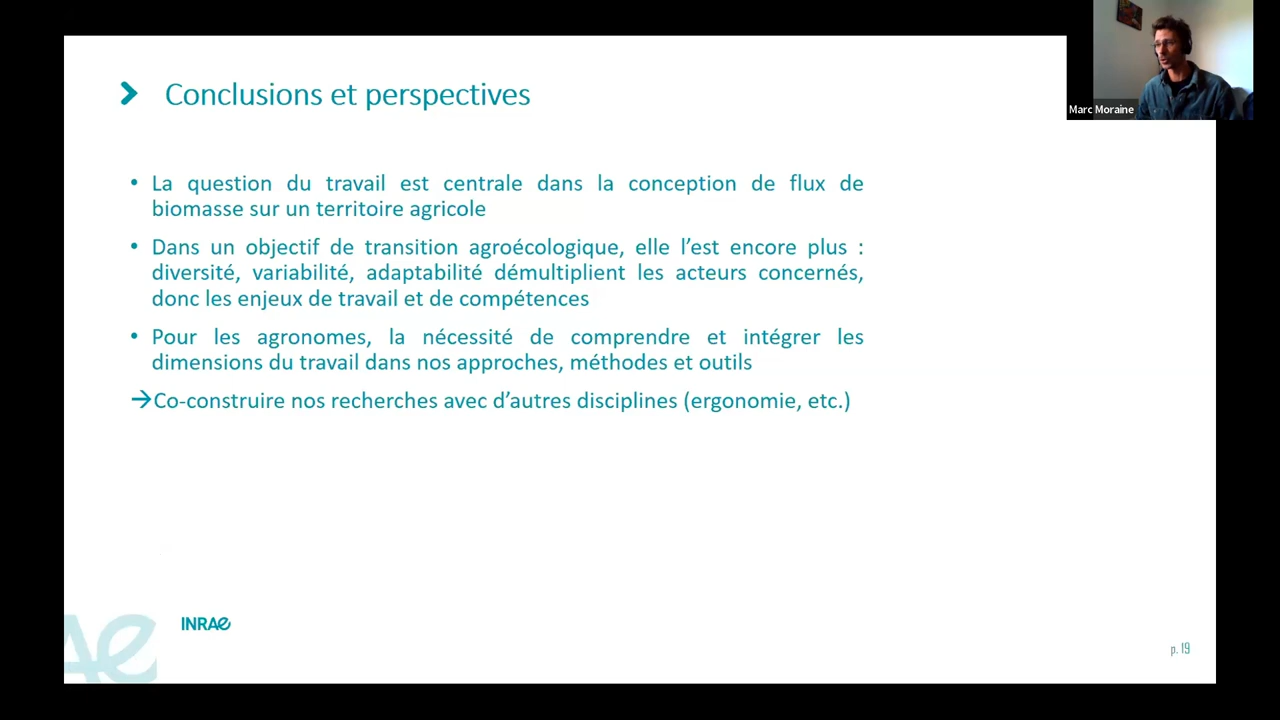 Conclusions et perspectives
Marc Moraine
• La question du travail est centrale dans la conception de flux de
biomasse sur un territoire agricole
• Dans un objectif de transition agroécologique, elle l’est encore plus :
diversité, variabilité, adaptabilité démultiplient les acteurs concernés,
donc les enjeux de travail et de compétences
• Pour les agronomes, la nécessité de comprendre et intégrer les
dimensions du travail dans nos approches, méthodes et outils
→Co-construire nos recherches avec d’autres disciplines (ergonomie, etc.)
INRAE
p. 19